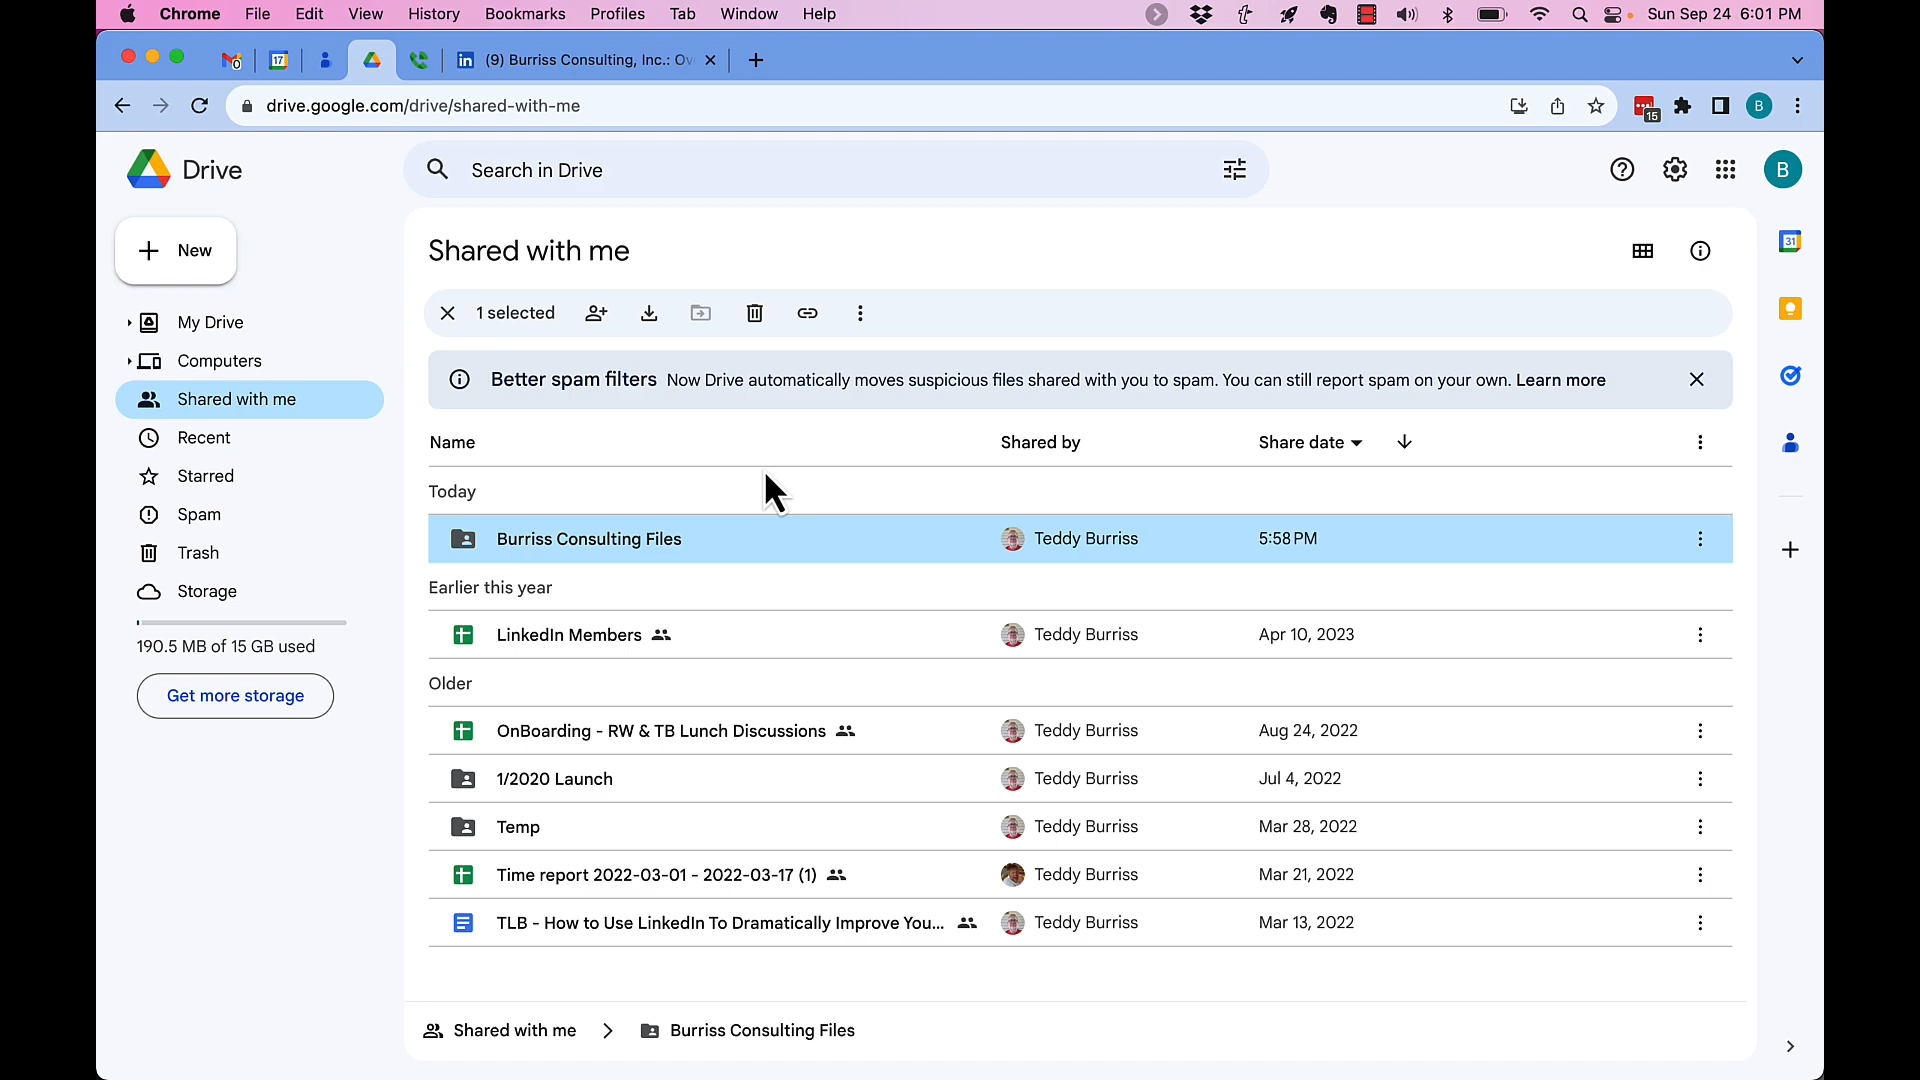 Chrome File Edit View History Bookmarks Profiles Tab Window Help Sun Sep 24 6:01 PM
0 17 (9) Burriss Consulting, Inc.: Ov
drive.google.com/drive/shared-with-me 15 B
Drive
Search in Drive
B
New
Shared with me
31
1 selected
My Drive
Computers
Shared with me
Recent
Starred
Spam
Trash
Storage
190.5 MB of 15 GB used
Get more storage
Better spam filters Now Drive automatically moves suspicious files shared with you to spam. You can still report spam on your own. Learn more
Name Shared by Share date
Today
Burriss Consulting Files Teddy Burriss 5:58 PM
Earlier this year
LinkedIn Members Teddy Burriss Apr 10, 2023
Older
OnBoarding - RW & TB Lunch Discussions Teddy Burriss Aug 24, 2022
1/2020 Launch Teddy Burriss Jul 4, 2022
Temp Teddy Burriss Mar 28, 2022
Time report 2022-03-01 - 2022-03-17 (1) Teddy Burriss Mar 21, 2022
TLB - How to Use LinkedIn To Dramatically Improve You... Teddy Burriss Mar 13, 2022
Shared with me Burriss Consulting Files